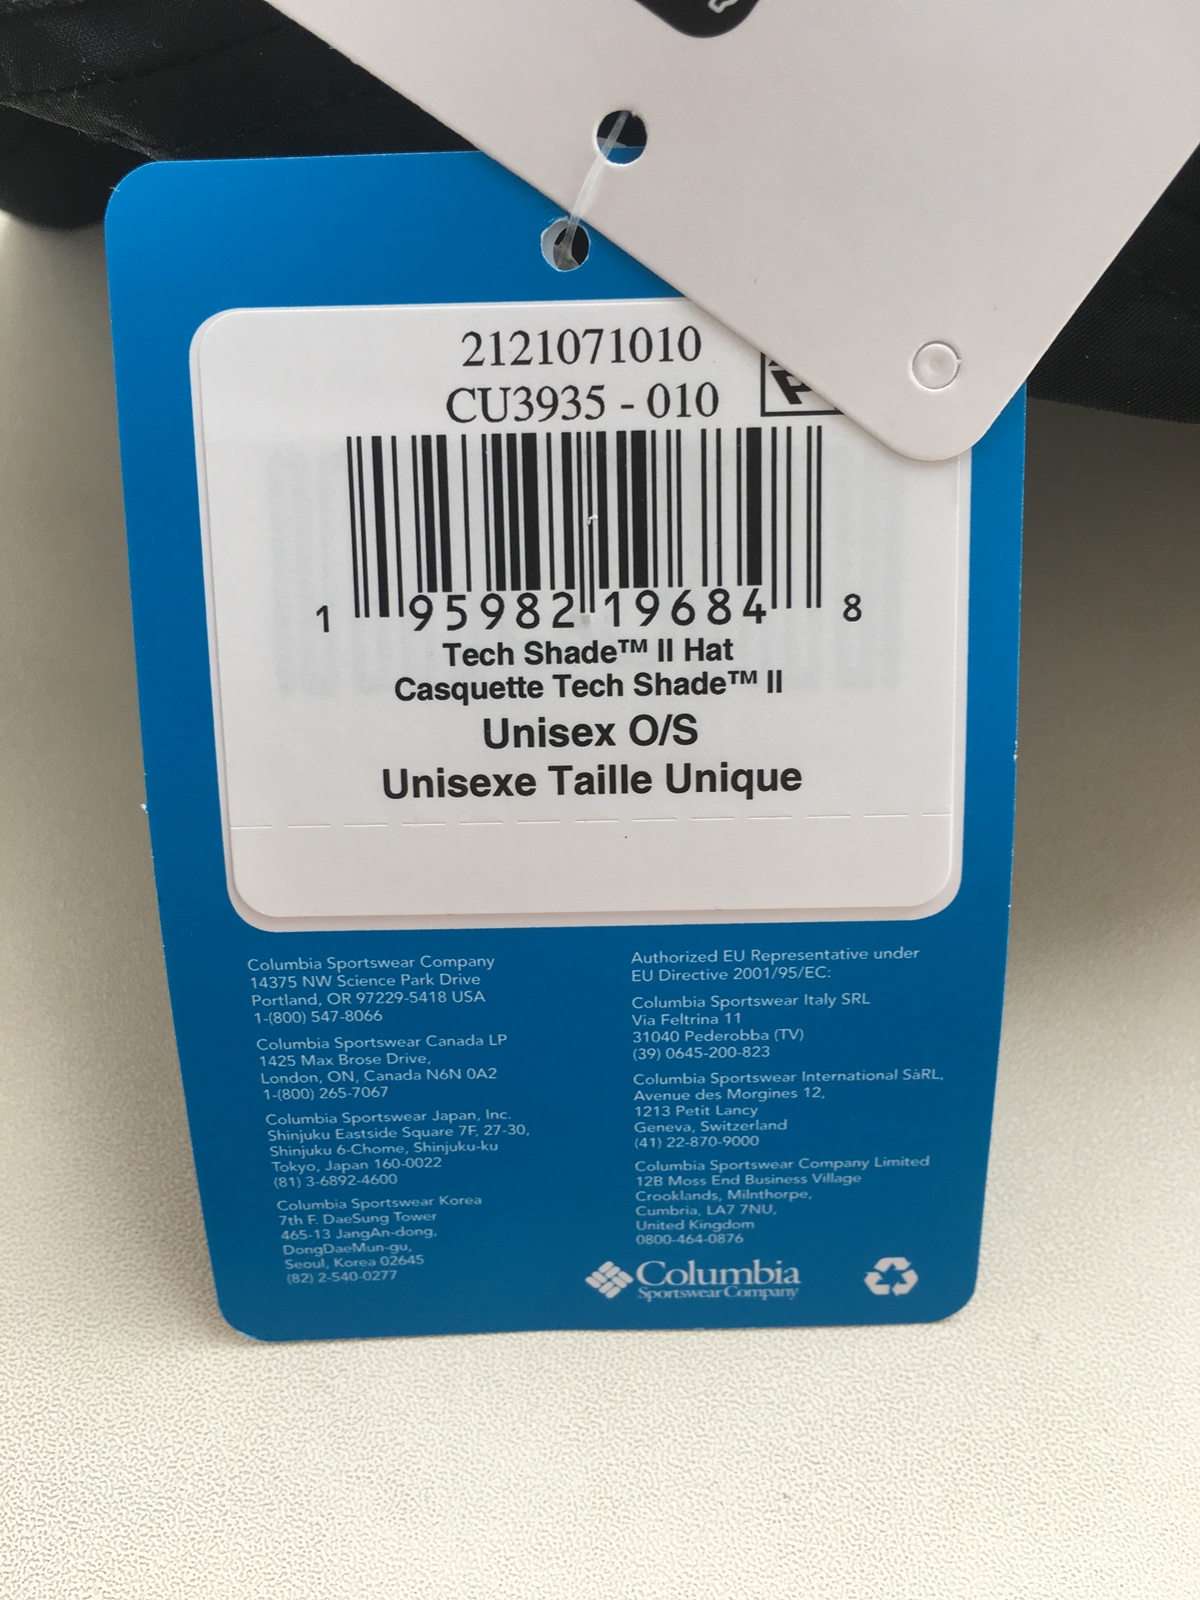 2121071010
CU3935 - 010
1 95982 19684 8
Tech Shade™ II Hat
Casquette Tech Shade™ II
Unisex O/S
Unisexe Taille Unique
Columbia Sportswear Company
14375 NW Science Park Drive
Portland, OR 97229-5418 USA
1-(800) 547-8066
Columbia Sportswear Canada LP
1425 Max Brose Drive,
London, ON, Canada N6N 0A2
1-(800) 265-7067
Columbia Sportswear Japan, Inc.
Shinjuku Eastside Square 7F, 27-30,
Shinjuku 6-Chome, Shinjuku-ku
Tokyo, Japan 160-0022
(81) 3-6892-4600
Columbia Sportswear Korea
7th F. DaeSung Tower
465-13 JangAn-dong,
DongDaeMun-gu,
Seoul, Korea 02645
(82) 2-540-0277
Authorized EU Representative under
EU Directive 2001/95/EC:
Columbia Sportswear Italy SRL
Via Feltrina 11
31040 Pederobba (TV)
(39) 0645-200-823
Columbia Sportswear International SàRL,
Avenue des Morgines 12,
1213 Petit Lancy
Geneva, Switzerland
(41) 22-870-9000
Columbia Sportswear Company Limited
12B Moss End Business Village
Crooklands, Milnthorpe,
Cumbria, LA7 7NU,
United Kingdom
0800-464-0876
Columbia
Sportswear Company